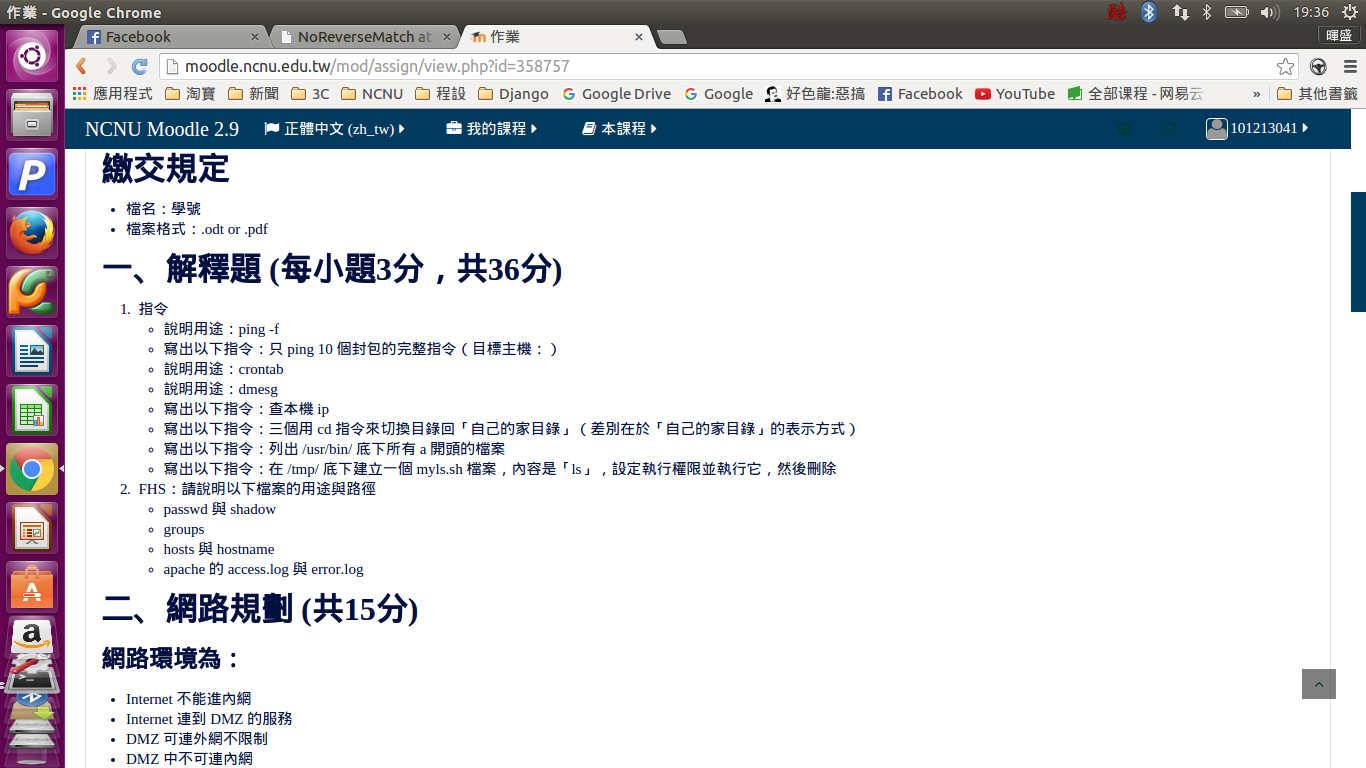 作業 - Google Chrome
19:36
Facebook
NoReverseMatch at
作業
暉盛
moodle.ncnu.edu.tw/mod/assign/view.php?id=358757
應用程式 淘寶 新聞 3C NCNU 程設 Django Google Drive Google 好色龍:惡搞 Facebook YouTube 全部课程 - 网易云 » 其他書籤
NCNU Moodle 2.9 正體中文 (zh_tw) 我的課程 本課程 101213041
繳交規定
• 檔名：學號
• 檔案格式：.odt or .pdf
一、 解釋題 (每小題3分，共36分)
1. 指令
◦ 說明用途：ping -f
◦ 寫出以下指令：只 ping 10 個封包的完整指令（目標主機：）
◦ 說明用途：crontab
◦ 說明用途：dmesg
◦ 寫出以下指令：查本機 ip
◦ 寫出以下指令：三個用 cd 指令來切換目錄回「自己的家目錄」（差別在於「自己的家目錄」的表示方式）
◦ 寫出以下指令：列出 /usr/bin/ 底下所有 a 開頭的檔案
◦ 寫出以下指令：在 /tmp/ 底下建立一個 myls.sh 檔案，內容是「ls」，設定執行權限並執行它，然後刪除
2. FHS：請說明以下檔案的用途與路徑
◦ passwd 與 shadow
◦ groups
◦ hosts 與 hostname
◦ apache 的 access.log 與 error.log
二、 網路規劃 (共15分)
網路環境為：
• Internet 不能進內網
• Internet 連到 DMZ 的服務
• DMZ 可連外網不限制
• DMZ 中不可連內網